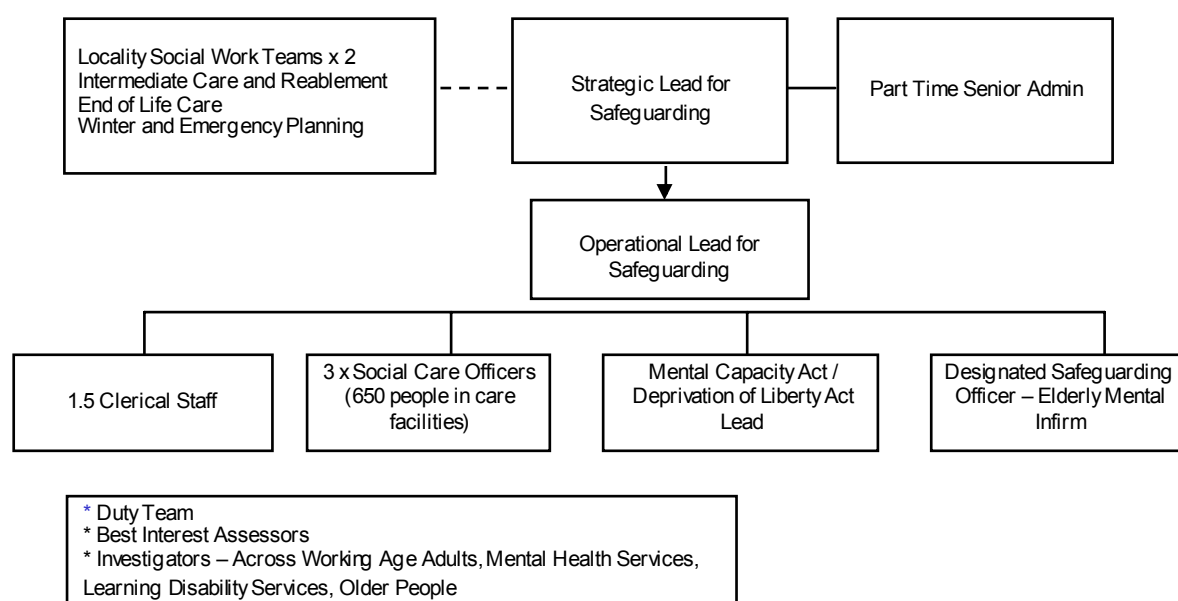 Locality Social Work Teams x 2
Intermediate Care and Reablement
End of Life Care
Winter and Emergency Planning
Strategic Lead for
Safeguarding
Part Time Senior Admin
Operational Lead for
Safeguarding
1.5 Clerical Staff
3 x Social Care Officers
(650 people in care
facilities)
Mental Capacity Act /
Deprivation of Liberty Act
Lead
Designated Safeguarding
Officer – Elderly Mental
Infirm
* Duty Team
* Best Interest Assessors
* Investigators – Across Working Age Adults, Mental Health Services,
Learning Disability Services, Older People